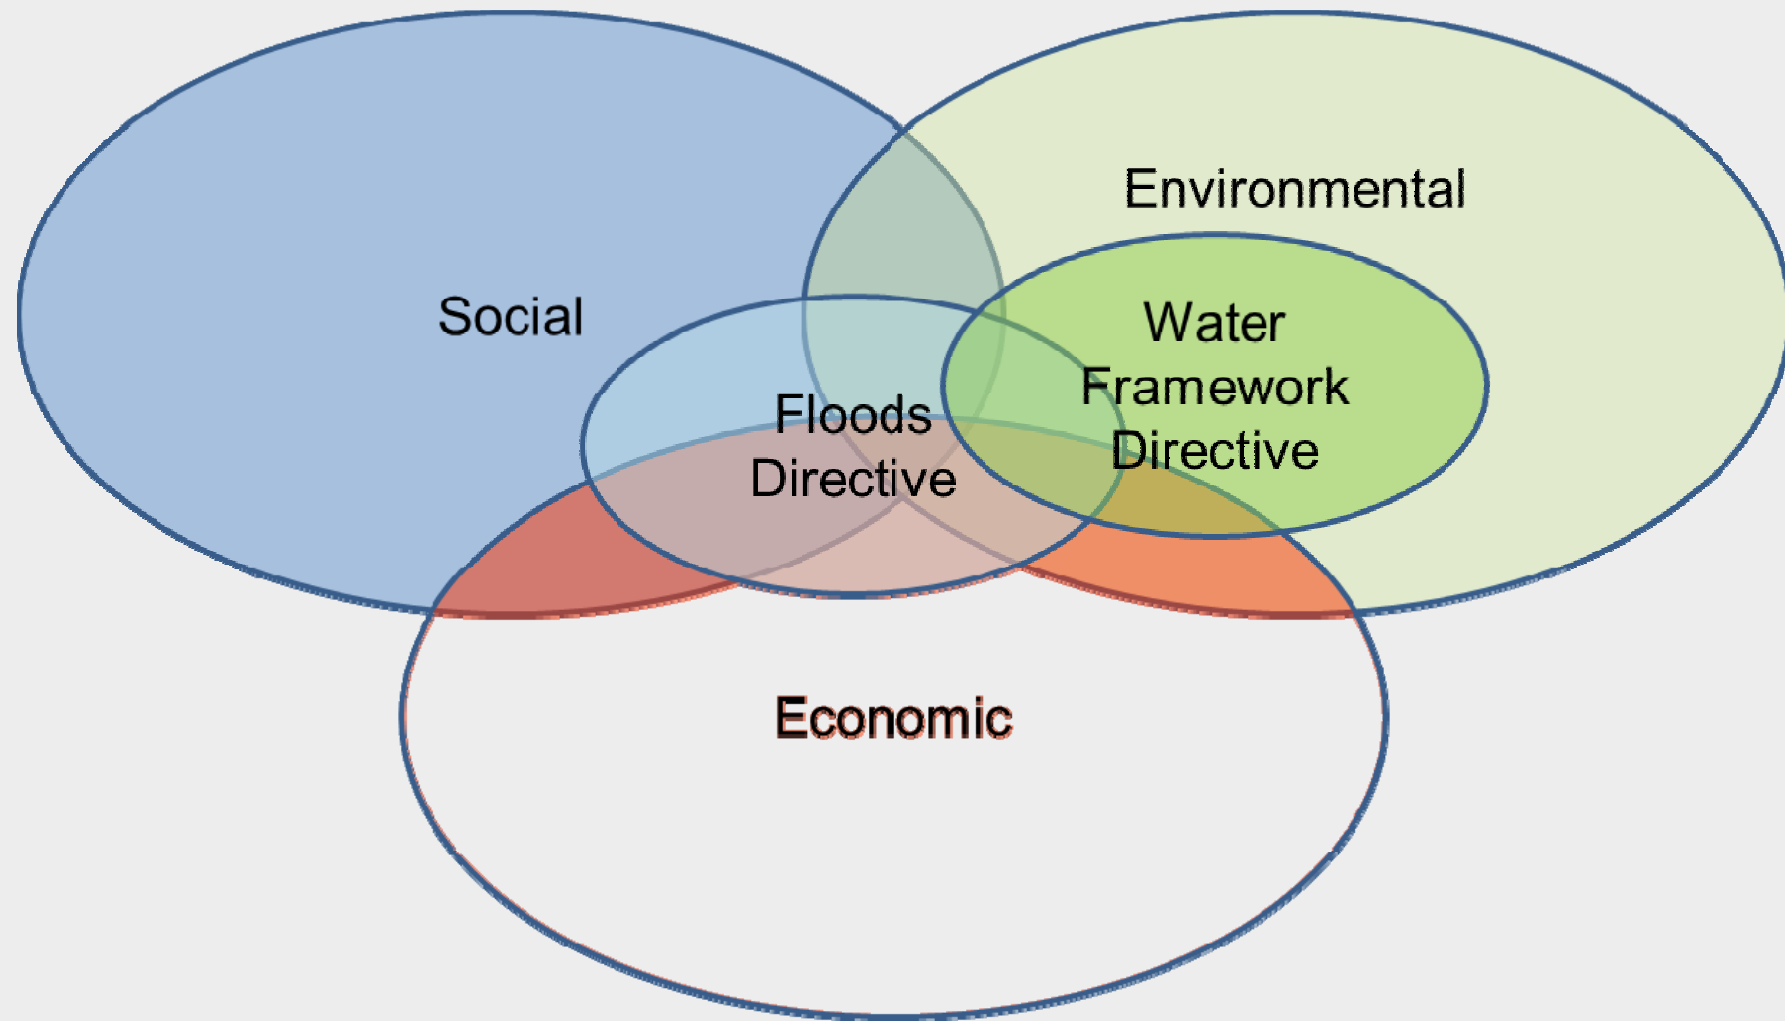 Environmental
Social
Water
Framework
Directive
Floods
Directive
Economic